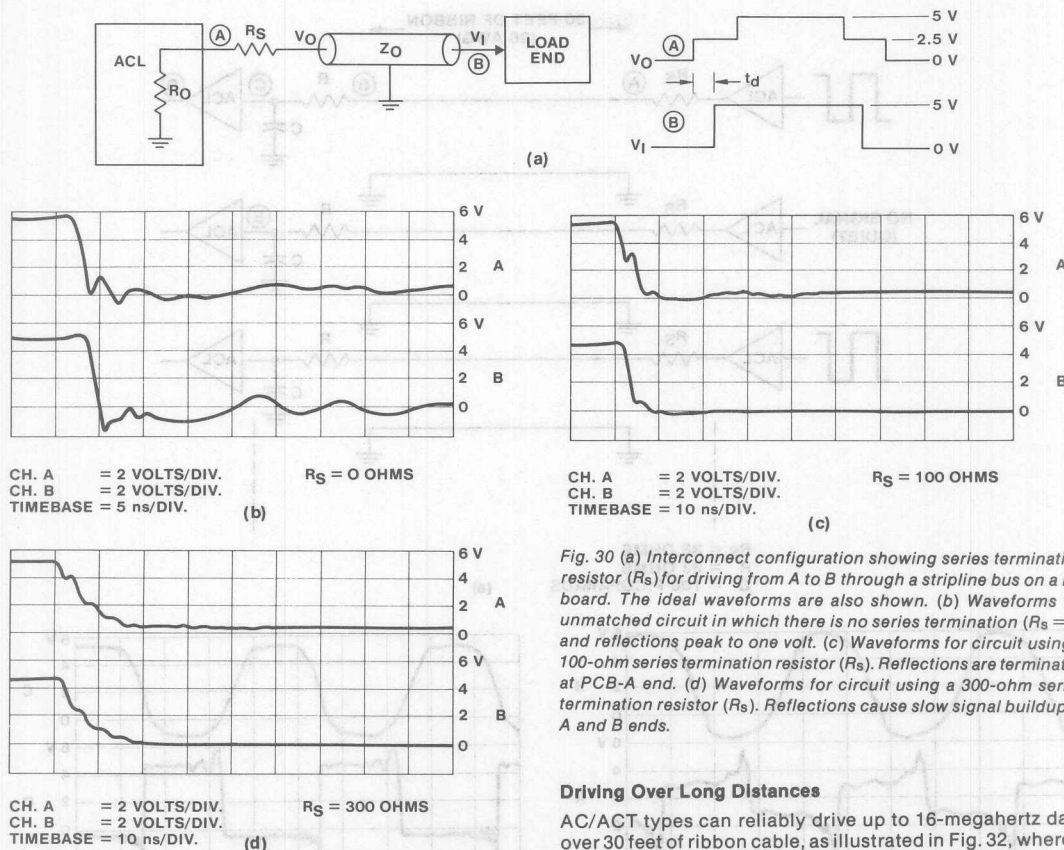 ACL
RO
A
RS
VO
ZO
VI
B
LOAD
END
A
VO
td
5 V
2.5 V
0 V
B
VI
5 V
0 V
(a)
6 V
4
2
A
0
6 V
4
2
B
0
CH. A = 2 VOLTS/DIV.
CH. B = 2 VOLTS/DIV.
TIMEBASE = 5 ns/DIV.
RS = 0 OHMS
(b)
6 V
4
2
A
0
6 V
4
2
B
0
CH. A = 2 VOLTS/DIV.
CH. B = 2 VOLTS/DIV.
TIMEBASE = 10 ns/DIV.
RS = 100 OHMS
(c)
6 V
4
2
A
0
6 V
4
2
B
0
CH. A = 2 VOLTS/DIV.
CH. B = 2 VOLTS/DIV.
TIMEBASE = 10 ns/DIV.
RS = 300 OHMS
(d)
Fig. 30 (a) Interconnect configuration showing series
resistor (Rs) for driving from A to B through a stripline bus on a
board. The ideal waveforms are also shown. (b) Waveforms
unmatched circuit in which there is no series termination (Rs =
and reflections peak to one volt. (c) Waveforms for circuit using
100-ohm series termination resistor (Rs). Reflections are
at PCB-A end. (d) Waveforms for circuit using a 300-ohm
termination resistor (Rs). Reflections cause slow signal buildup
A and B ends.
Driving Over Long Distances
AC/ACT types can reliably drive up to 16-megahertz
over 30 feet of ribbon cable, as illustrated in Fig. 32, where